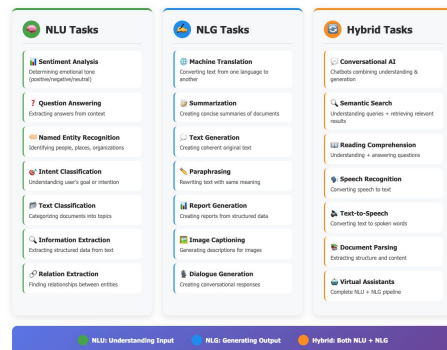 NLU Tasks
Sentiment Analysis
Determining emotional tone
(positive/negative/neutral)
Question Answering
Extracting answers from context
Named Entity Recognition
Identifying people, places, organizations
Intent Classification
Understanding user's goal or intention
Text Classification
Categorizing documents into topics
Information Extraction
Extracting structured data from text
Relation Extraction
Finding relationships between entities
NLG Tasks
Machine Translation
Converting text from one language to
another
Summarization
Creating concise summaries of documents
Text Generation
Creating coherent original text
Paraphrasing
Rewriting text with same meaning
Report Generation
Creating reports from structured data
Image Captioning
Generating descriptions for images
Dialogue Generation
Creating conversational responses
Hybrid Tasks
Conversational AI
Chatbots combining understanding &
generation
Semantic Search
Understanding queries + retrieving relevant
results
Reading Comprehension
Understanding + answering questions
Speech Recognition
Converting speech to text
Text-to-Speech
Converting text to spoken words
Document Parsing
Extracting structure and content
Virtual Assistants
Complete NLU + NLG pipeline
NLU: Understanding Input
NLG: Generating Output
Hybrid: Both NLU + NLG